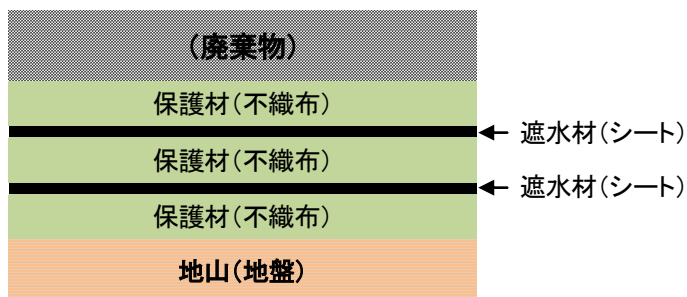 （廃棄物）
保護材（不織布）
遮水材（シート）
保護材（不織布）
遮水材（シート）
保護材（不織布）
地山（地盤）